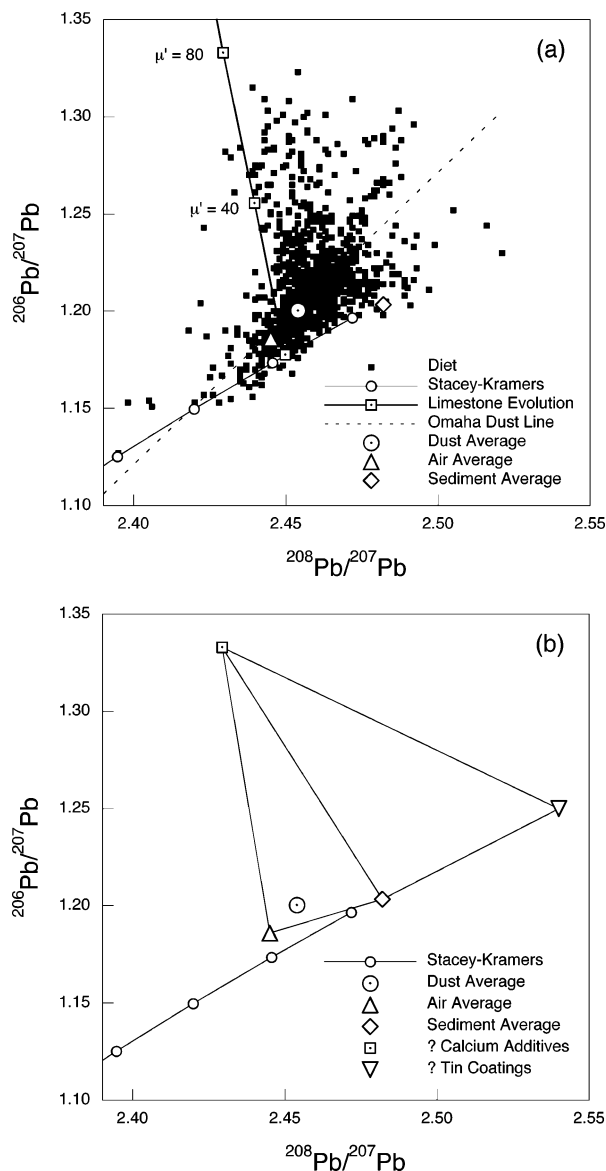 1.35
(a)
μ' = 80
1.30
μ' = 40
1.25
206Pb/207Pb
1.20
Diet
Stacey-Kramers
1.15
Limestone Evolution
Omaha Dust Line
Dust Average
Air Average
Sediment Average
1.10
2.40 2.45 2.50 2.55
208Pb/207Pb
1.35
(b)
1.30
1.25
206Pb/207Pb
1.20
Stacey-Kramers
Dust Average
1.15
Air Average
Sediment Average
? Calcium Additives
? Tin Coatings
1.10
2.40 2.45 2.50 2.55
208Pb/207Pb